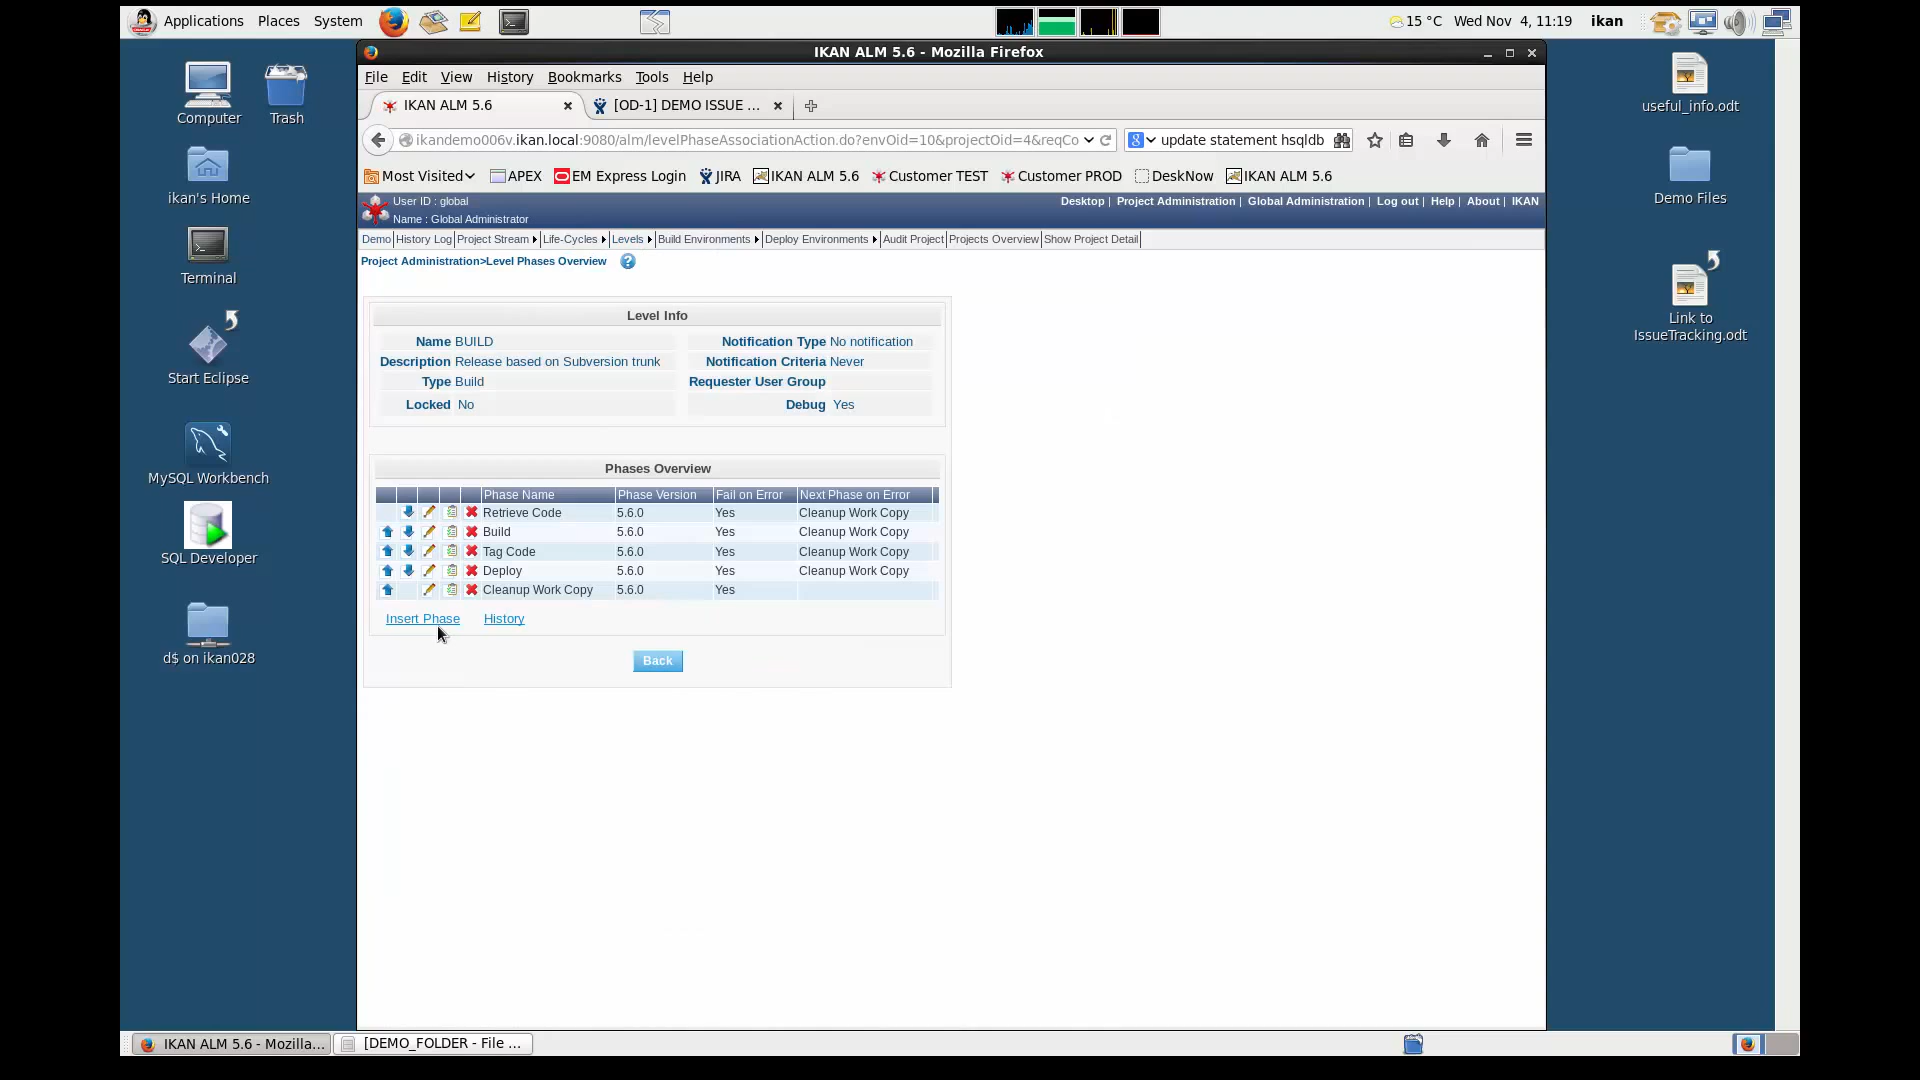 Applications Places System 15 °C Wed Nov 4, 11:19 ikan
IKAN ALM 5.6 - Mozilla Firefox
File Edit View History Bookmarks Tools Help
IKAN ALM 5.6 [OD-1] DEMO ISSUE ...
ikandemo006v.ikan.local:9080/alm/levelPhaseAssociationAction.do?envOid=10&projectOid=4&reqCo update statement hsqldb
Most Visited APEX EM Express Login JIRA IKAN ALM 5.6 Customer TEST Customer PROD DeskNow IKAN ALM 5.6
User ID : global
Name : Global Administrator
Desktop | Project Administration | Global Administration | Log out | Help | About | IKAN
Demo History Log Project Stream Life-Cycles Levels Build Environments Deploy Environments Audit Project Projects Overview Show Project Detail
Project Administration>Level Phases Overview ?
Level Info
Name BUILD Notification Type No notification
Description Release based on Subversion trunk Notification Criteria Never
Type Build Requester User Group
Locked No Debug Yes
Phases Overview
Phase Name Phase Version Fail on Error Next Phase on Error
Retrieve Code 5.6.0 Yes Cleanup Work Copy
Build 5.6.0 Yes Cleanup Work Copy
Tag Code 5.6.0 Yes Cleanup Work Copy
Deploy 5.6.0 Yes Cleanup Work Copy
Cleanup Work Copy 5.6.0 Yes
Insert Phase History
Back
Computer
Trash
ikan's Home
Terminal
Start Eclipse
MySQL Workbench
SQL Developer
d$ on ikan028
useful_info.odt
Demo Files
Link to
IssueTracking.odt
IKAN ALM 5.6 - Mozilla... [DEMO_FOLDER - File ...